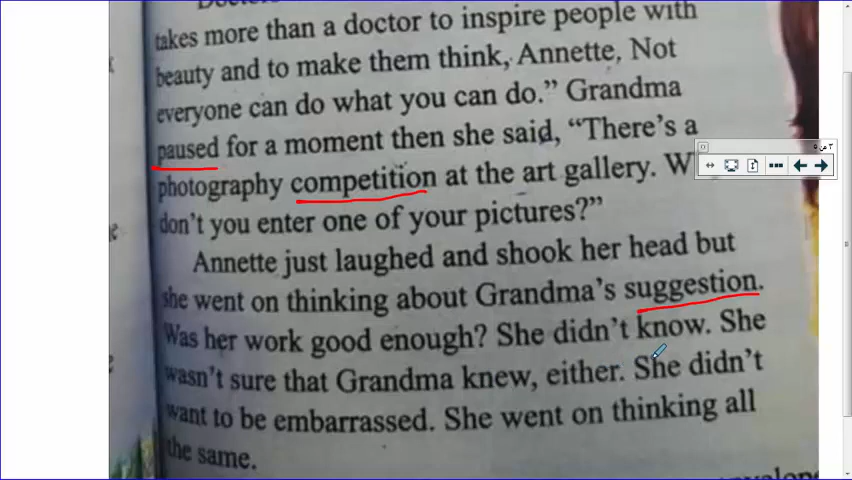 takes more than a doctor to inspire people with
beauty and to make them think, Annette, Not
everyone can do what you can do.” Grandma
paused for a moment then she said, “There’s a
photography competition at the art gallery.
don’t you enter one of your pictures?”
Annette just laughed and shook her head but
she went on thinking about Grandma’s suggestion.
Was her work good enough? She didn’t know. She
wasn’t sure that Grandma knew, either. She didn’t
want to be embarrassed. She went on thinking all
the same.